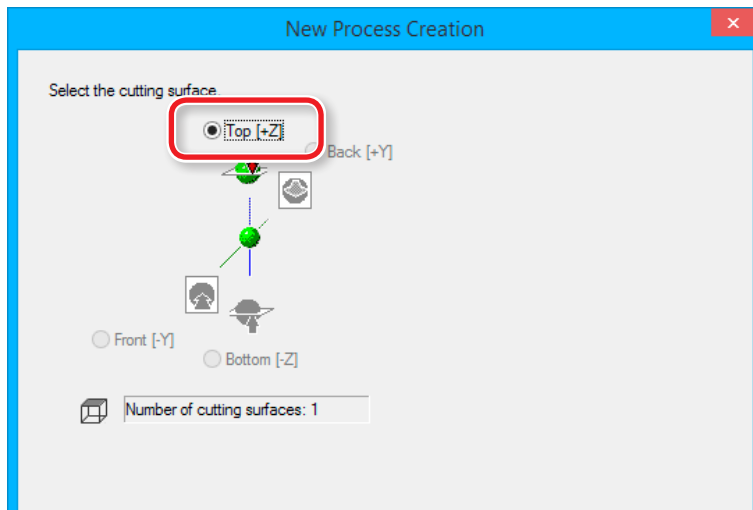 New Process Creation
Select the cutting surface.
Top [+Z]
Back [+Y]
Front [-Y]
Bottom [-Z]
Number of cutting surfaces: 1